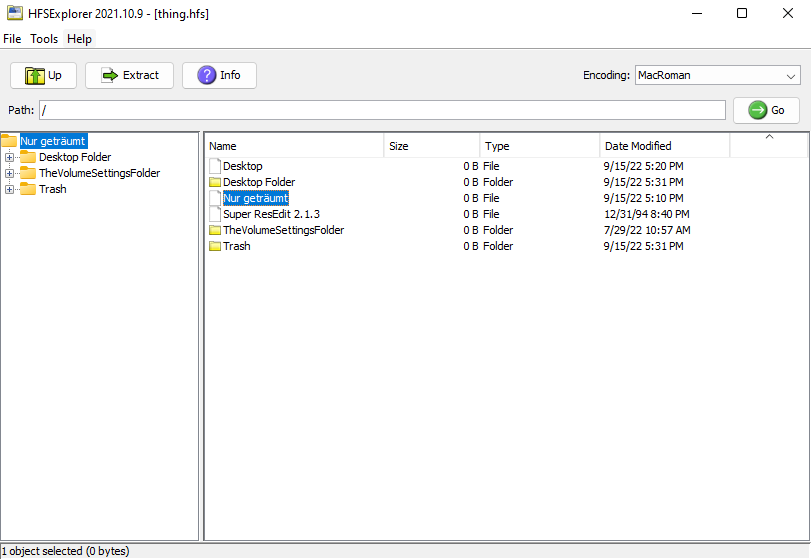 HFSExplorer 2021.10.9 - [thing.hfs]
File Tools Help
Up Extract Info Encoding: MacRoman
Path: / Go
Nur geträumt
Desktop Folder
TheVolumeSettingsFolder
Trash
Name Size Type Date Modified
Desktop 0 B File 9/15/22 5:20 PM
Desktop Folder 0 B Folder 9/15/22 5:31 PM
Nur geträumt 0 B File 9/15/22 5:10 PM
Super ResEdit 2.1.3 0 B File 12/31/94 8:40 PM
TheVolumeSettingsFolder 0 B Folder 7/29/22 10:57 AM
Trash 0 B Folder 9/15/22 5:31 PM
1 object selected (0 bytes)